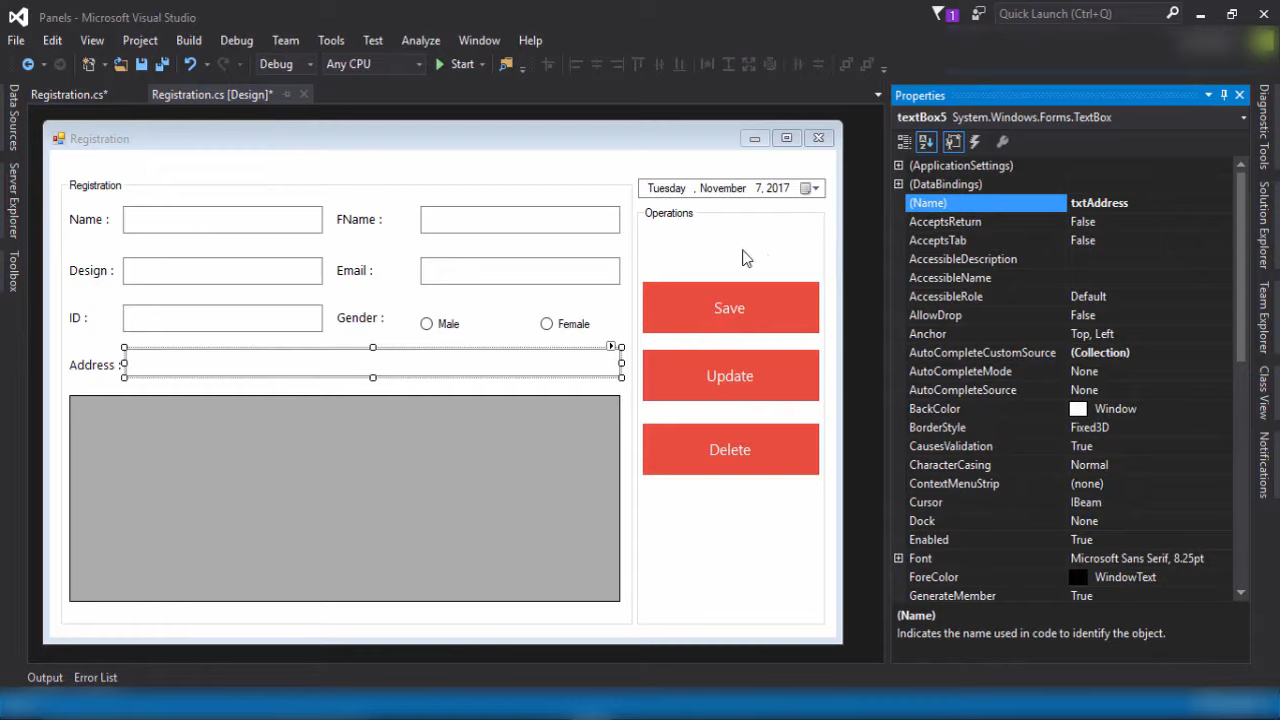 Panels - Microsoft Visual Studio
1
Quick Launch (Ctrl+Q)
File Edit View Project Build Debug Team Tools Test Analyze Window Help
Debug Any CPU Start
Registration.cs* Registration.cs [Design]*
Data Sources
Server Explorer
Toolbox
Registration
Registration
Name :
FName :
Design :
Email :
ID :
Gender :
Male
Female
Address :
Tuesday , November 7, 2017
Operations
Save
Update
Delete
Properties
textBox5 System.Windows.Forms.TextBox
(ApplicationSettings)
(DataBindings)
(Name) txtAddress
AcceptsReturn False
AcceptsTab False
AccessibleDescription
AccessibleName
AccessibleRole Default
AllowDrop False
Anchor Top, Left
AutoCompleteCustomSource (Collection)
AutoCompleteMode None
AutoCompleteSource None
BackColor Window
BorderStyle Fixed3D
CausesValidation True
CharacterCasing Normal
ContextMenuStrip (none)
Cursor IBeam
Dock None
Enabled True
Font Microsoft Sans Serif, 8.25pt
ForeColor WindowText
GenerateMember True
(Name)
Indicates the name used in code to identify the object.
Diagnostic Tools
Solution Explorer
Team Explorer
Class View
Notifications
Output Error List